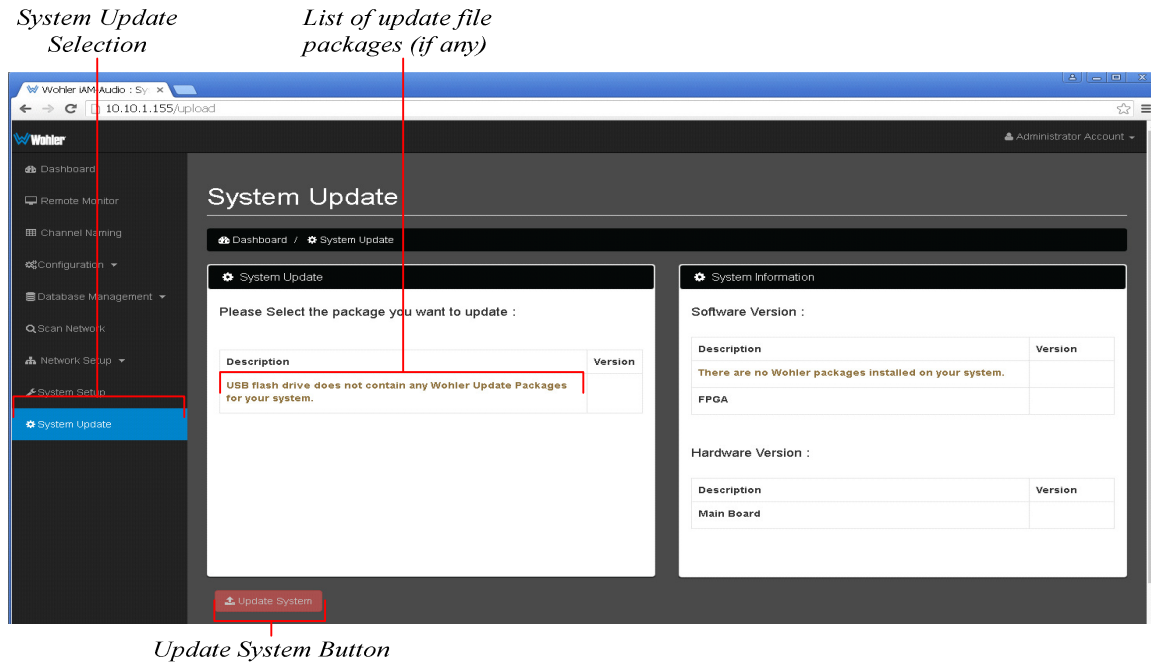 System Update
Selection
List of update file
packages (if any)
Wohler iAM-Audio : Sy
10.10.1.155/upload
Wohler
Administrator Account
Dashboard
Remote Monitor
Channel Naming
Configuration
Database Management
Scan Network
Network Setup
System Setup
System Update
System Update
Dashboard / System Update
System Update
Please Select the package you want to update :
Description Version
USB flash drive does not contain any Wohler Update Packages
for your system.
System Information
Software Version :
Description Version
There are no Wohler packages installed on your system.
FPGA
Hardware Version :
Description Version
Main Board
Update System
Update System Button